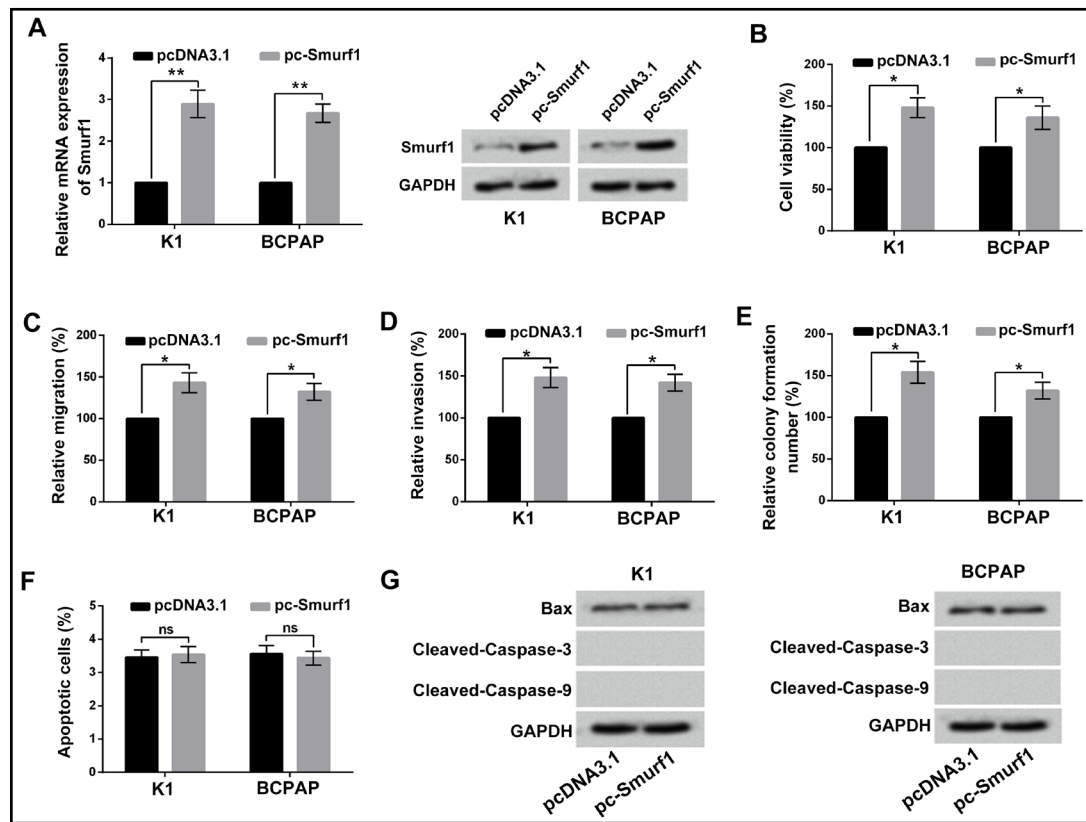 A
pcDNA3.1 pc-Smurf1
Relative mRNA expression
of Smurf1
4
3
2
1
0
**
**
K1 BCPAP
pcDNA3.1
pc-Smurf1
pcDNA3.1
pc-Smurf1
Smurf1
GAPDH
K1 BCPAP
B
pcDNA3.1 pc-Smurf1
Cell viability (%)
200
150
100
50
0
*
*
K1 BCPAP
C
pcDNA3.1 pc-Smurf1
Relative migration (%)
200
150
100
50
0
*
*
K1 BCPAP
D
pcDNA3.1 pc-Smurf1
Relative invasion (%)
200
150
100
50
0
*
*
K1 BCPAP
E
pcDNA3.1 pc-Smurf1
Relative colony formation
number (%)
200
150
100
50
0
*
*
K1 BCPAP
F
pcDNA3.1 pc-Smurf1
Apoptotic cells (%)
5
4
3
2
1
0
ns
ns
K1 BCPAP
G
K1
Bax
Cleaved-Caspase-3
Cleaved-Caspase-9
GAPDH
pcDNA3.1
pc-Smurf1
BCPAP
Bax
Cleaved-Caspase-3
Cleaved-Caspase-9
GAPDH
pcDNA3.1
pc-Smurf1